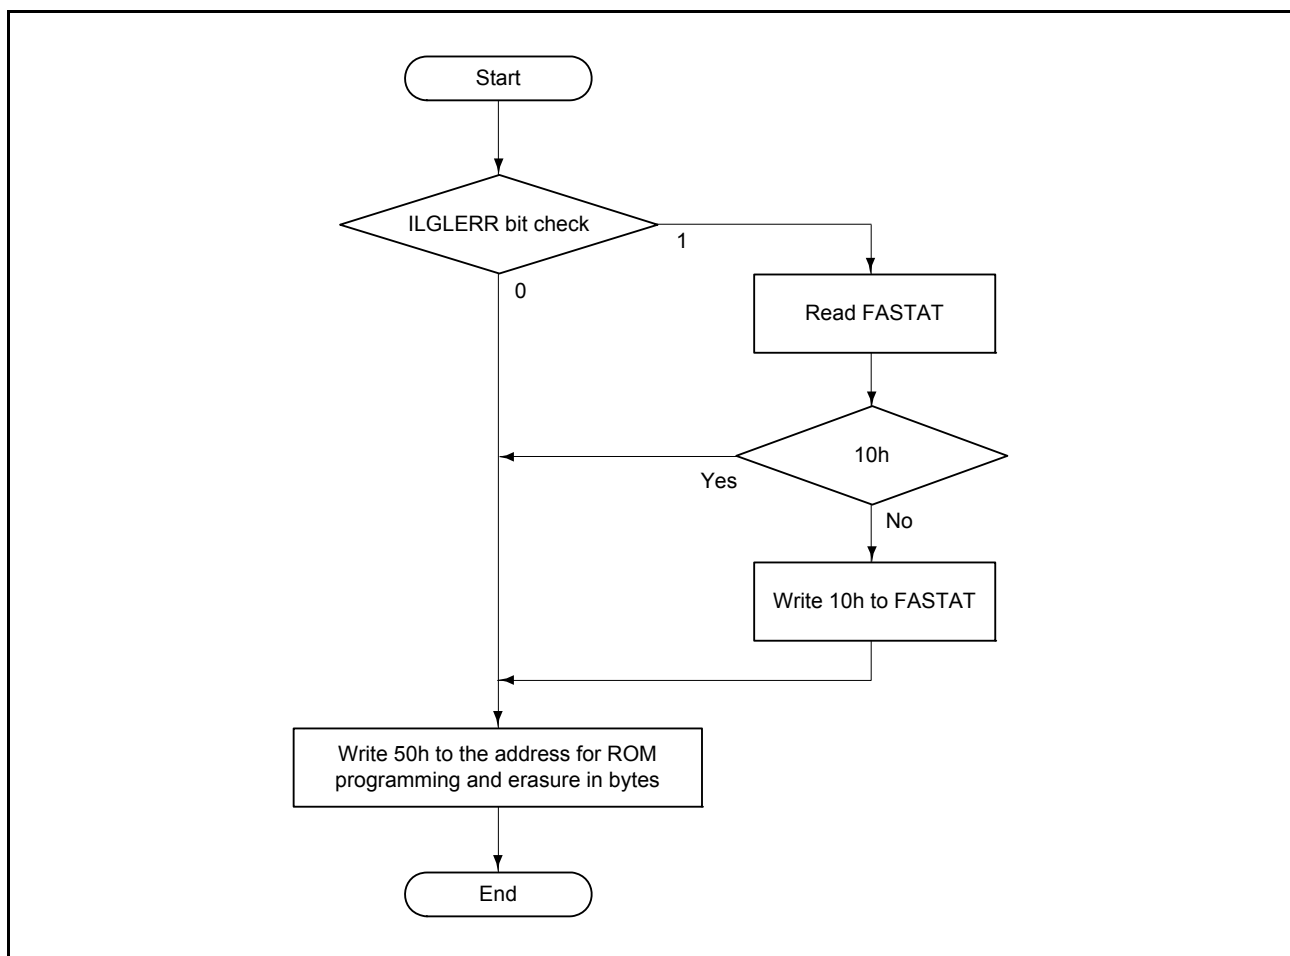 Start
ILGLERR bit check
1
0
Read FASTAT
10h
Yes
No
Write 10h to FASTAT
Write 50h to the address for ROM
programming and erasure in bytes
End